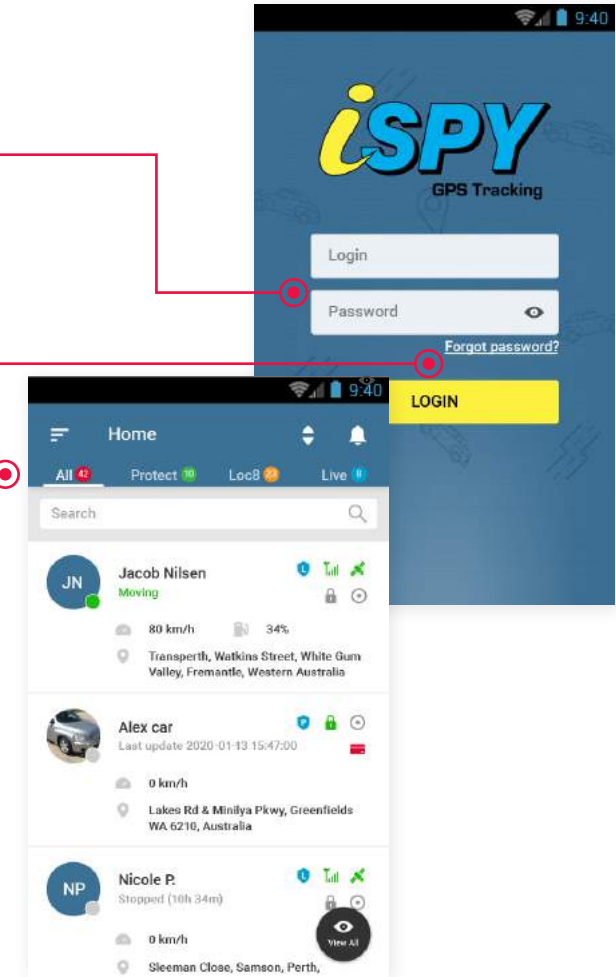 9:40
iSPY
GPS Tracking
Login
Password
Forgot password?
LOGIN
9:40
Home
All 42
Protect 10
Loc8 23
Live 8
Search
JN
Jacob Nilsen
Moving
80 km/h
34%
Transperth, Watkins Street, White Gum
Valley, Fremantle, Western Australia
Alex car
Last update 2020-01-13 15:47:00
0 km/h
Lakes Rd & Minilya Pkwy, Greenfields
WA 6210, Australia
NP
Nicole P.
Stopped (10h 34m)
0 km/h
View All
Sleeman Close, Samson, Perth,